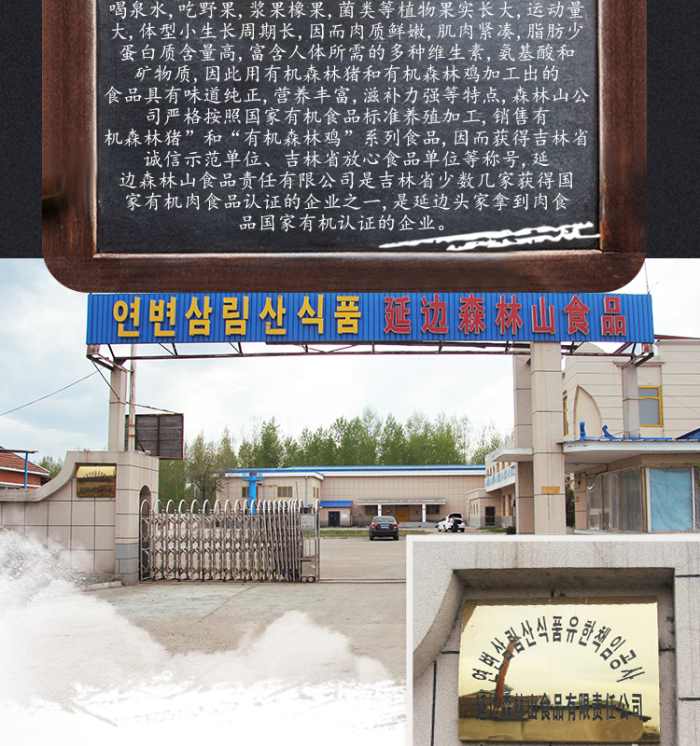 喝泉水,吃野果,浆果橡果,菌类等植物果实长大,运动量
大,体型小生长周期长,因而肉质鲜嫩,肌肉紧凑,脂肪少
蛋白质含量高,富含人体所需的多种维生素,氨基酸和
矿物质,因此用有机森林猪和有机森林鸡加工出的
食品具有味道纯正,营养丰富,滋补力强等特点,森林山公
司严格按照国家有机食品标准养殖加工,销售有
机森林猪”和“有机森林鸡”系列食品,因而获得吉林省
诚信示范单位、吉林省放心食品单位等称号,延
边森林山食品责任有限公司是吉林省少数几家获得国
家有机肉食品认证的企业之一,是延边头家拿到肉食
品国家有机认证的企业。
연변삼림산식품 延边森林山食品
연변삼림산식품유한책임공사
延边森林山食品有限责任公司